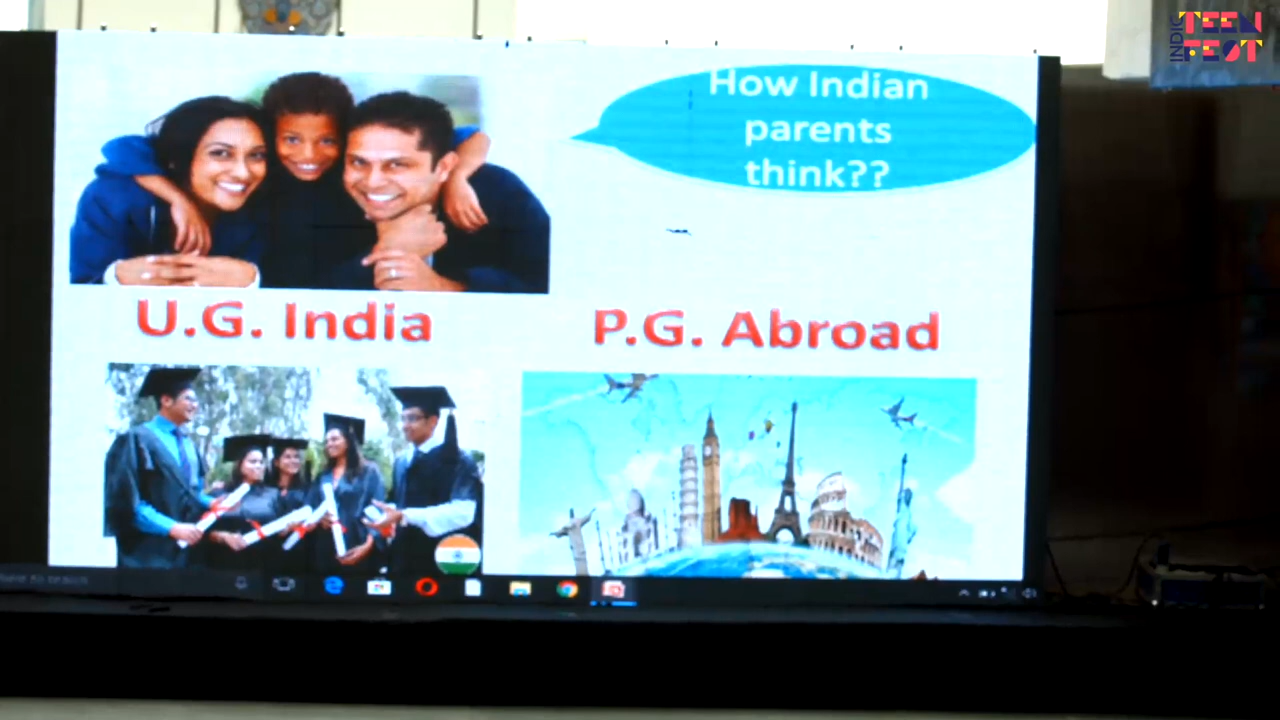 INDIC
TEEN
FEST
How Indian
parents
think??
U.G. India
P.G. Abroad